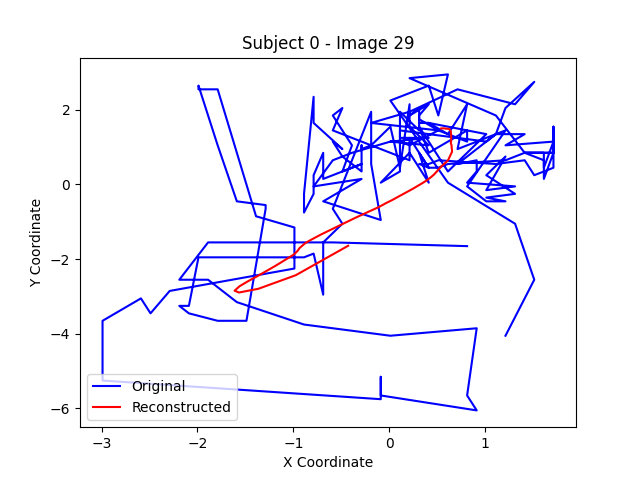 Subject 0 - Image 29
Y Coordinate
2
0
−2
−4
−6
Original
Reconstructed
−3
−2
−1
0
1
X Coordinate